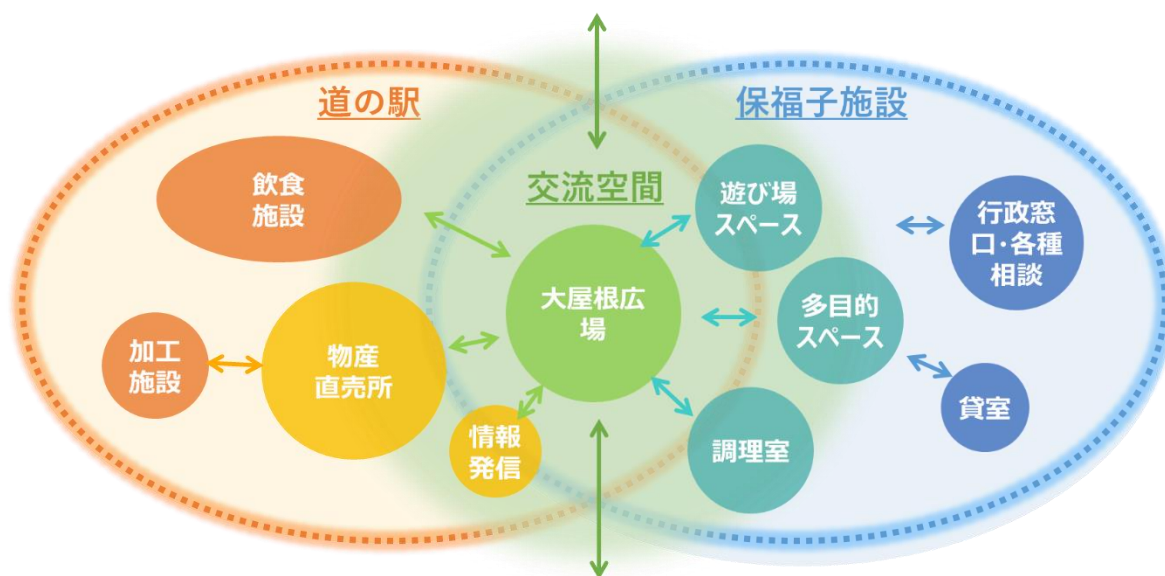 道の駅
保福子施設
交流空間
飲食
施設
加工
施設
物産
直売所
情報
発信
大屋根広
場
遊び場
スペース
多目的
スペース
調理室
行政窓
口・各種
相談
貸室